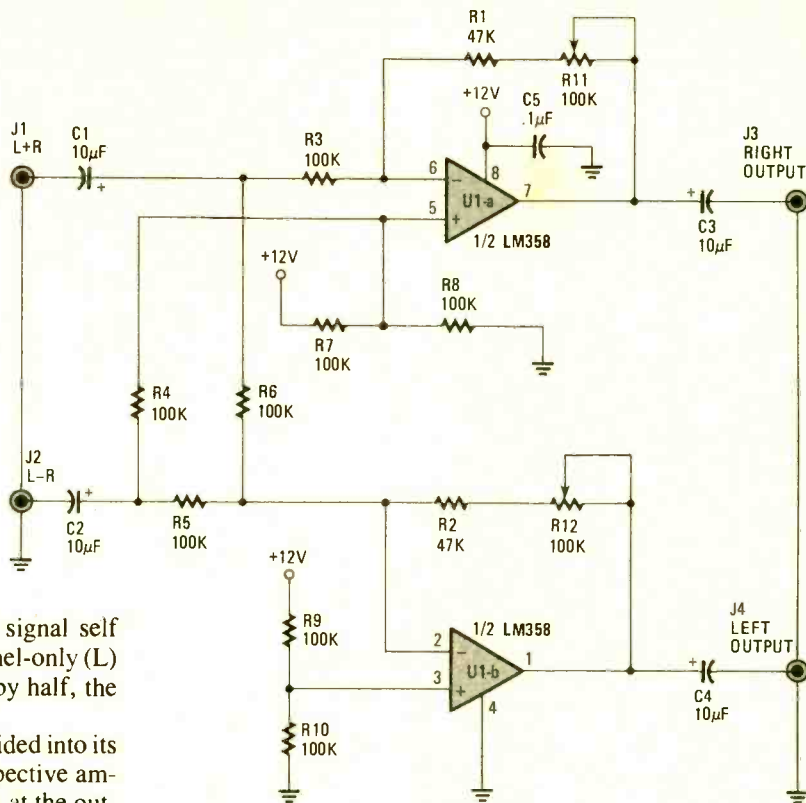 R1
47K
R11
100K
+12V
C5
.1µF
J1
L+R
C1
10µF
+
R3
100K
6
−
8
7
J3
RIGHT
OUTPUT
5
+
U1-a
1/2 LM358
+
C3
10µF
+12V
R8
100K
R7
100K
R4
100K
R6
100K
J2
L−R
+
C2
10µF
R5
100K
R2
47K
R12
100K
+12V
R9
100K
1/2 LM358
2
−
U1-b
1
3
+
4
J4
LEFT
OUTPUT
+
C4
10µF
R10
100K
signal self
nel-only (L)
by half, the
ided into its
pective am-
at the out-